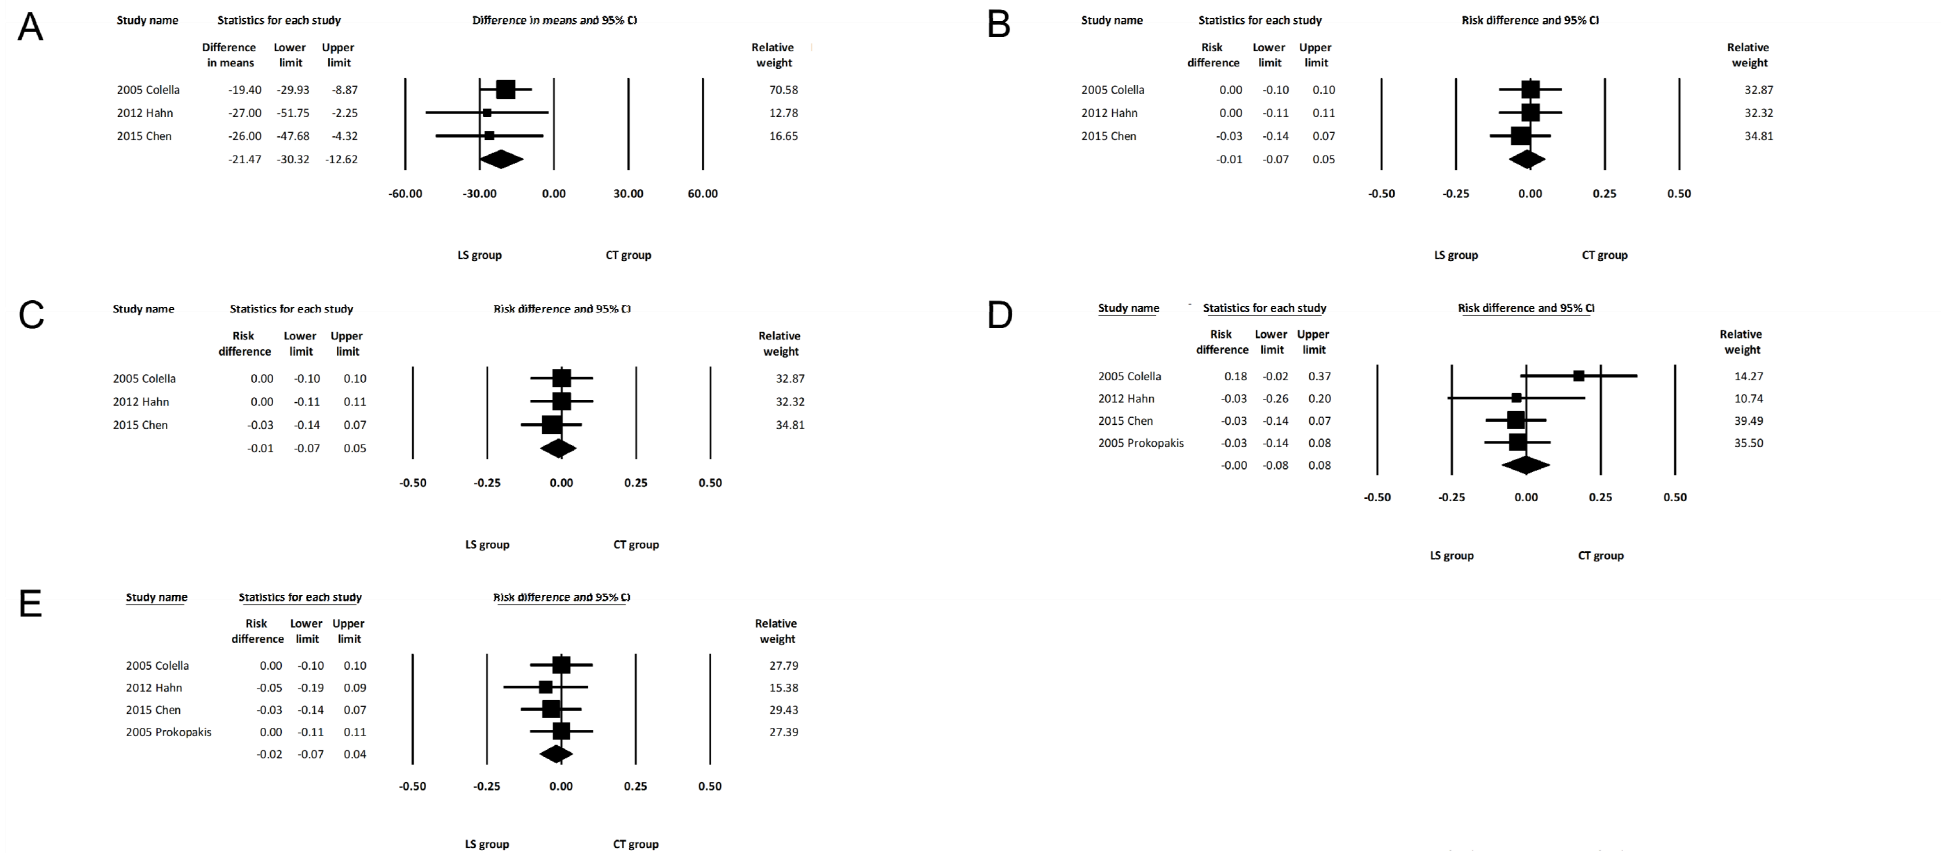 A
Study name Statistics for each study Difference in means and 95% CI
Difference in means Lower limit Upper limit Relative weight
2005 Colella -19.40 -29.93 -8.87 70.58
2012 Hahn -27.00 -51.75 -2.25 12.78
2015 Chen -26.00 -47.68 -4.32 16.65
-21.47 -30.32 -12.62
-60.00 -30.00 0.00 30.00 60.00
LS group CT group
B
Study name Statistics for each study Risk difference and 95% CI
Risk difference Lower limit Upper limit Relative weight
2005 Colella 0.00 -0.10 0.10 32.87
2012 Hahn 0.00 -0.11 0.11 32.32
2015 Chen -0.03 -0.14 0.07 34.81
-0.01 -0.07 0.05
-0.50 -0.25 0.00 0.25 0.50
LS group CT group
C
Study name Statistics for each study Risk difference and 95% CI
Risk difference Lower limit Upper limit Relative weight
2005 Colella 0.00 -0.10 0.10 32.87
2012 Hahn 0.00 -0.11 0.11 32.32
2015 Chen -0.03 -0.14 0.07 34.81
-0.01 -0.07 0.05
-0.50 -0.25 0.00 0.25 0.50
LS group CT group
D
Study name Statistics for each study Risk difference and 95% CI
Risk difference Lower limit Upper limit Relative weight
2005 Colella 0.18 -0.02 0.37 14.27
2012 Hahn -0.03 -0.26 0.20 10.74
2015 Chen -0.03 -0.14 0.07 39.49
2005 Prokopakis -0.03 -0.14 0.08 35.50
-0.00 -0.08 0.08
-0.50 -0.25 0.00 0.25 0.50
LS group CT group
E
Study name Statistics for each study Risk difference and 95% CI
Risk difference Lower limit Upper limit Relative weight
2005 Colella 0.00 -0.10 0.10 27.79
2012 Hahn -0.05 -0.19 0.09 15.38
2015 Chen -0.03 -0.14 0.07 29.43
2005 Prokopakis 0.00 -0.11 0.11 27.39
-0.02 -0.07 0.04
-0.50 -0.25 0.00 0.25 0.50
LS group CT group